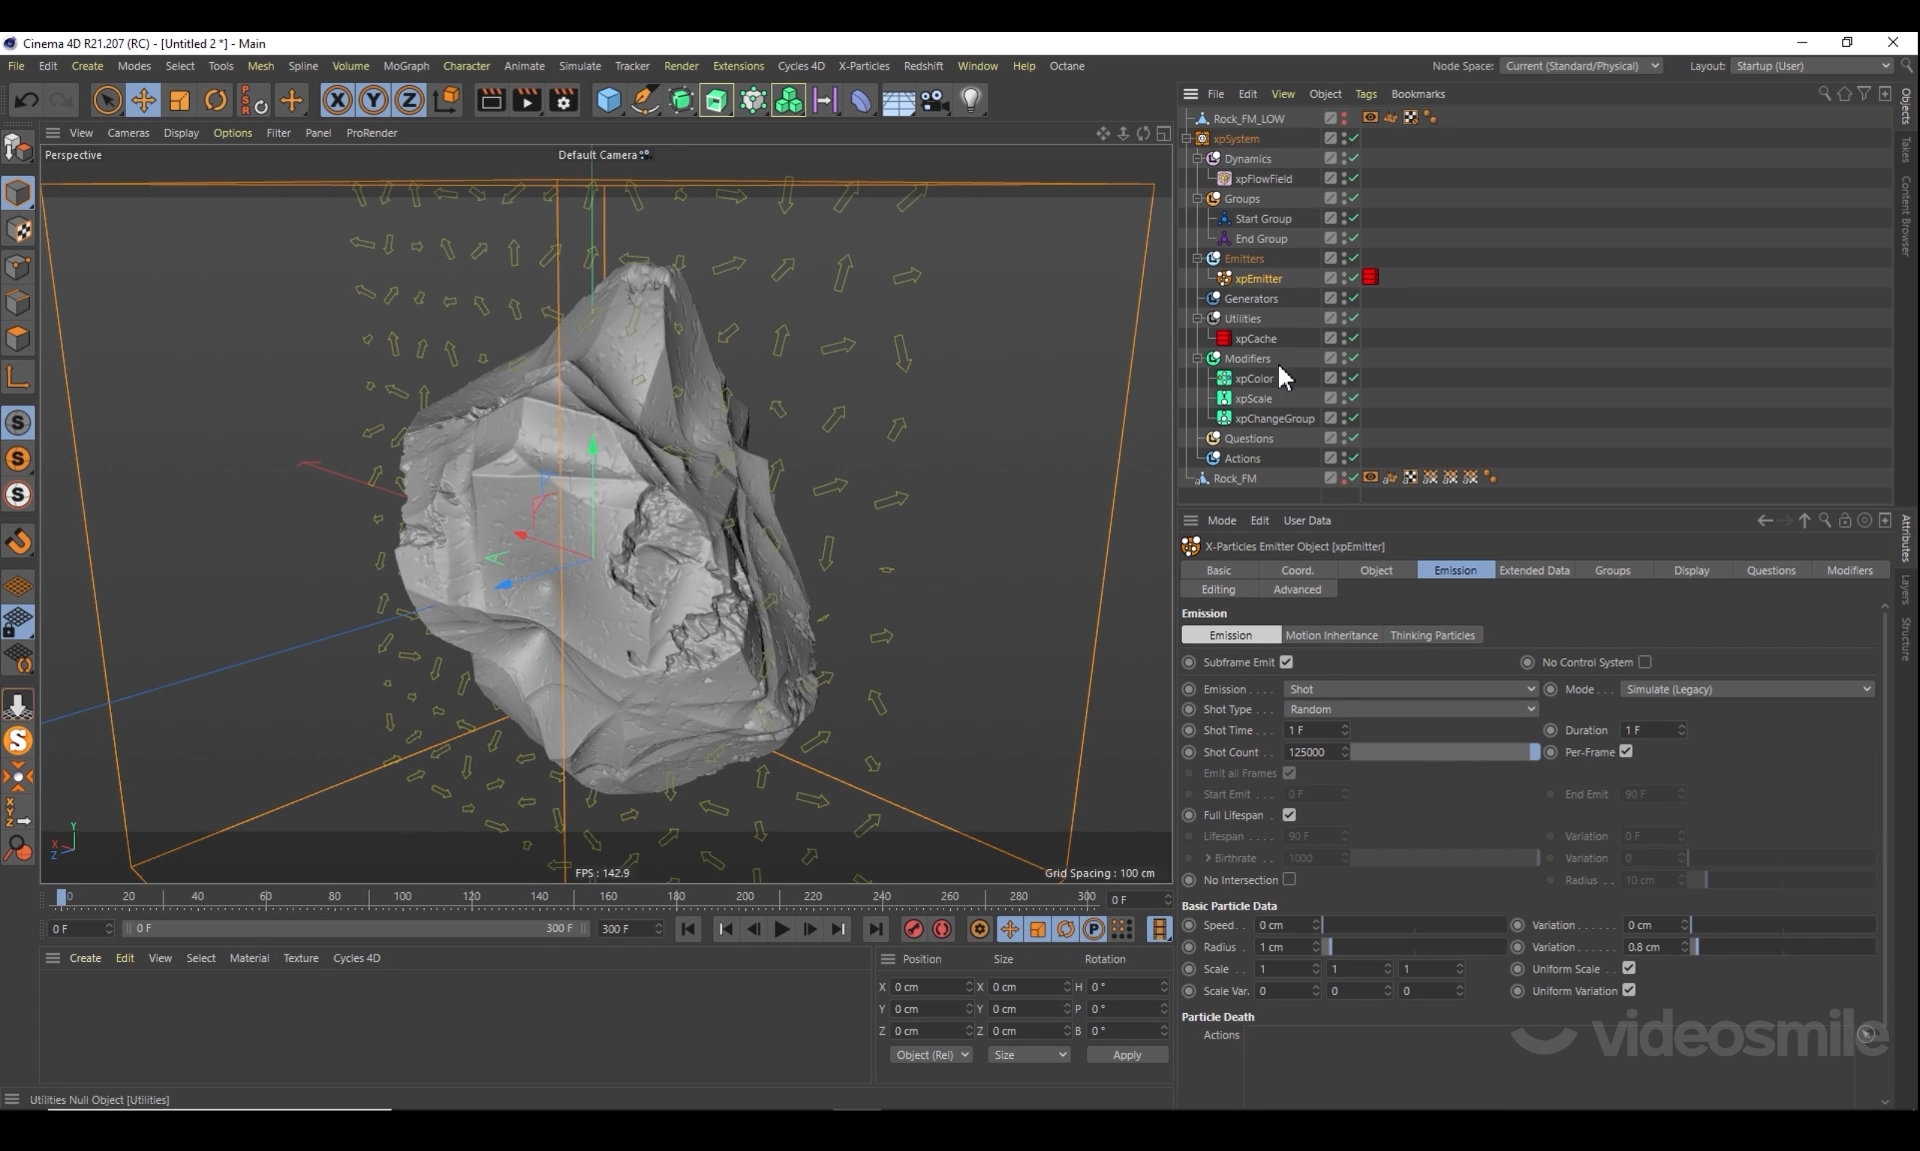 Cinema 4D R21.207 (RC) - [Untitled 2 *] - Main
File Edit Create Modes Select Tools Mesh Spline Volume MoGraph Character Animate Simulate Tracker Render Extensions Cycles 4D X-Particles Redshift Window Help Octane Node Space: Current (Standard/Physical) Layout: Startup (User)
File Edit View Object Tags Bookmarks
View Cameras Display Options Filter Panel ProRender
Perspective
Default Camera
Rock_FM_LOW
xpSystem
Dynamics
xpFlowField
Groups
Start Group
End Group
Emitters
xpEmitter
Generators
Utilities
xpCache
Modifiers
xpColor
xpScale
xpChangeGroup
Questions
Actions
Rock_FM
Objects
Takes
Content Browser
Attributes
Layers
Structure
Mode Edit User Data
X-Particles Emitter Object [xpEmitter]
Basic Coord. Object Emission Extended Data Groups Display Questions Modifiers
Editing Advanced
Emission
Emission Motion Inheritance Thinking Particles
Subframe Emit No Control System
Emission . . . . Shot Mode . . . Simulate (Legacy)
Shot Type . . . Random
Shot Time . . . 1 F Duration 1 F
Shot Count . . 125000 Per-Frame
Emit all Frames
Start Emit . . . 0 F End Emit 90 F
Full Lifespan .
Lifespan . . . . 90 F Variation 0 F
Birthrate . . 1000 Variation 0
No Intersection Radius . . 10 cm
Basic Particle Data
Speed. . 0 cm Variation . . . . . . 0 cm
Radius . 1 cm Variation . . . . . . 0.8 cm
Scale . . 1 1 1 Uniform Scale . .
Scale Var. 0 0 0 Uniform Variation
Particle Death
Actions
videosmile
X Y Z
PSR
FPS : 142.9
Grid Spacing : 100 cm
Y
X
Z
0 20 40 60 80 100 120 140 160 180 200 220 240 260 280 300 0 F
0 F 0 F 300 F 300 F
Create Edit View Select Material Texture Cycles 4D
Position Size Rotation
X 0 cm X 0 cm H 0 °
Y 0 cm Y 0 cm P 0 °
Z 0 cm Z 0 cm B 0 °
Object (Rel) Size Apply
Utilities Null Object [Utilities]